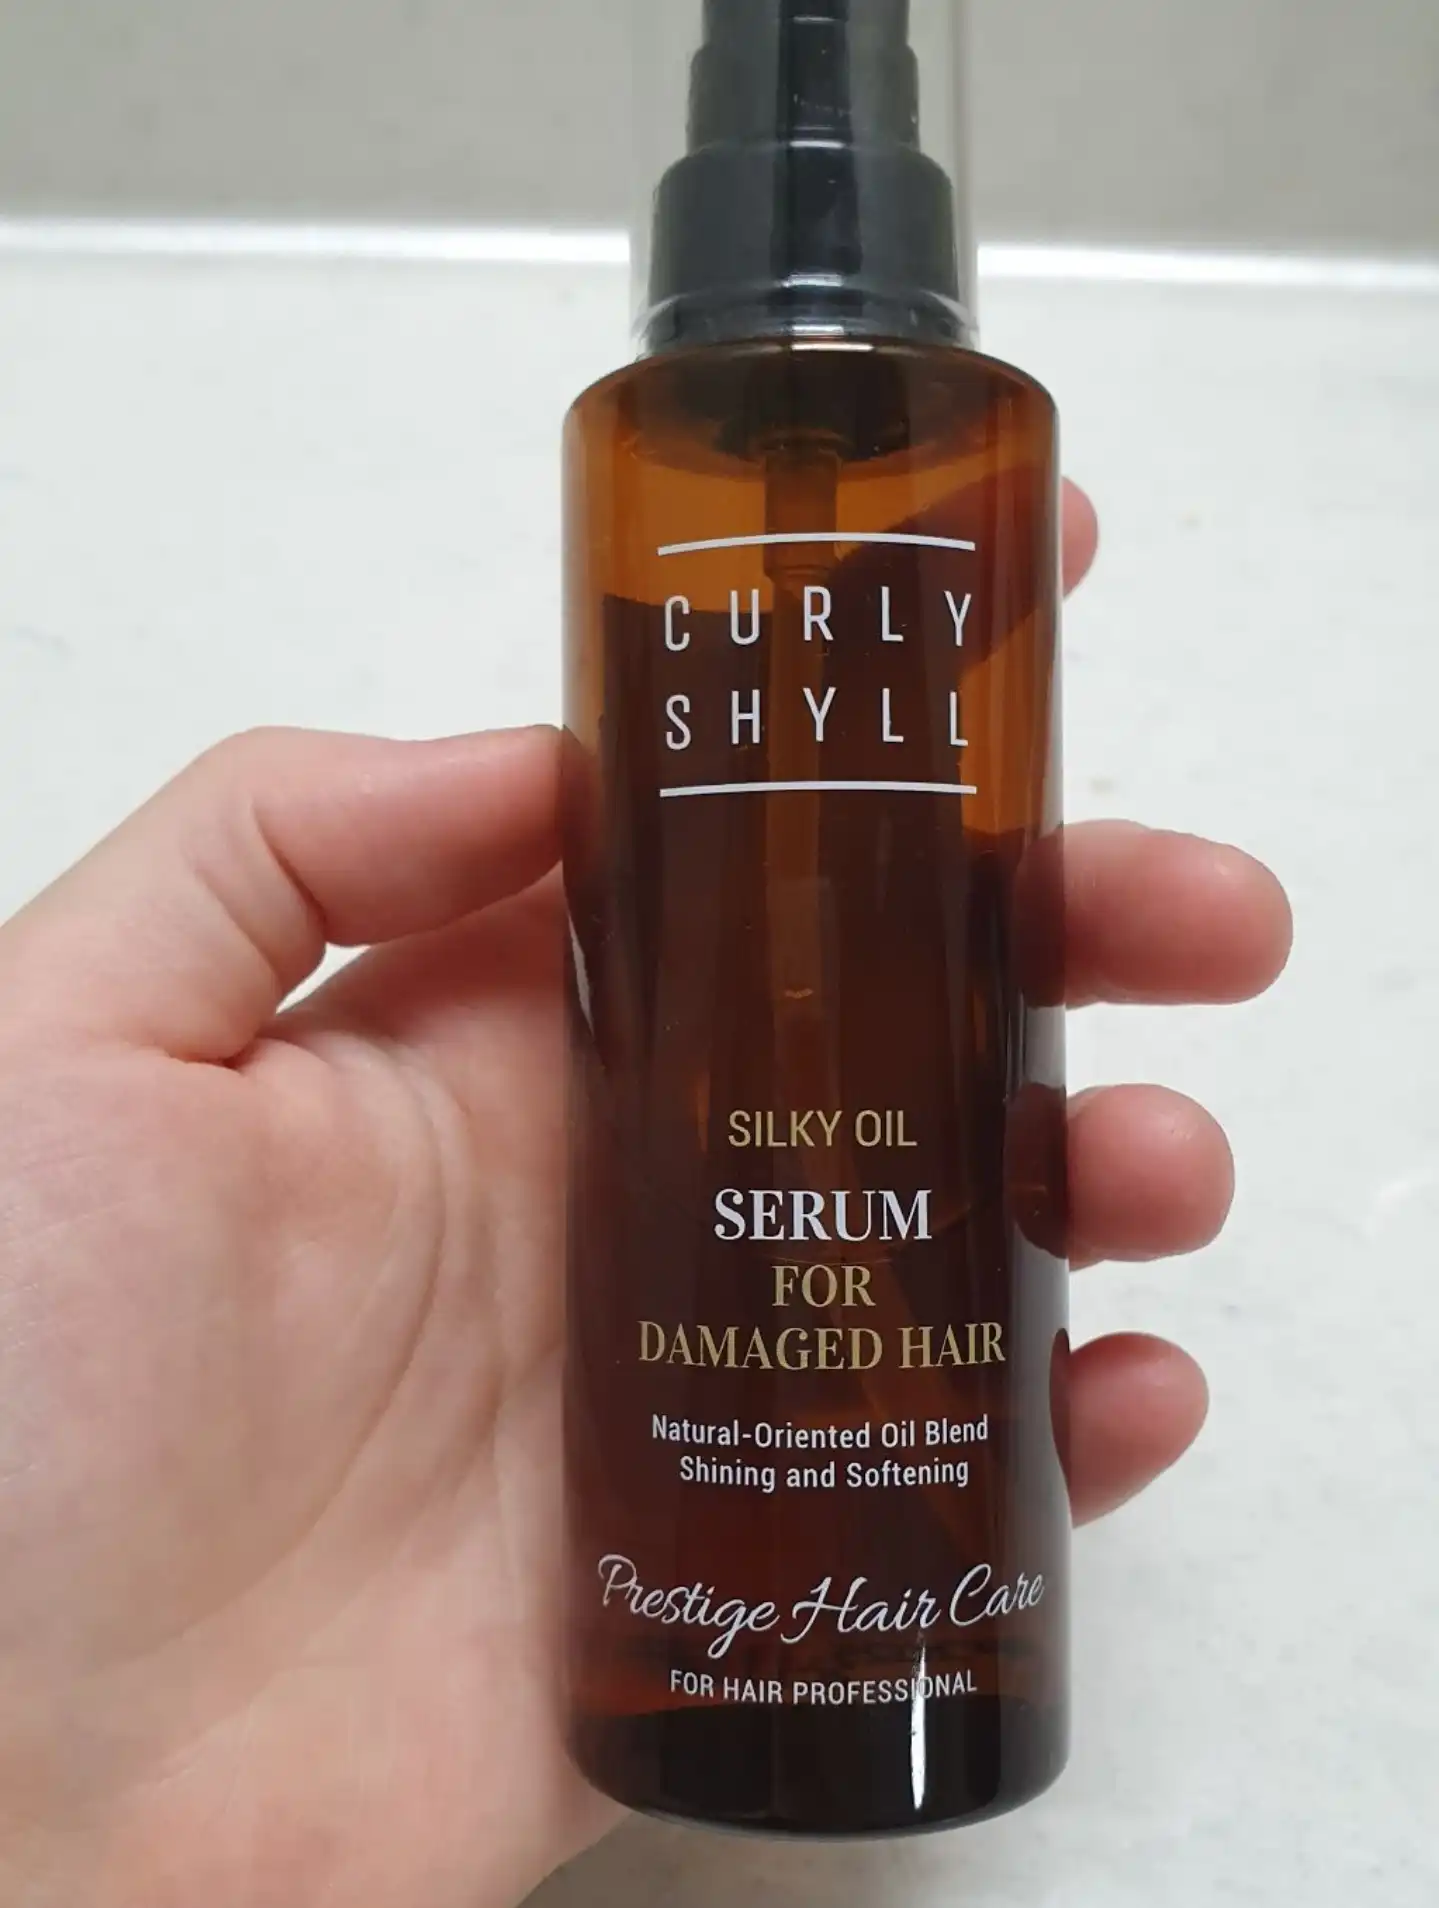 CURLY
SHYLL
SILKY OIL
SERUM
FOR
DAMAGED HAIR
Natural-Oriented Oil Blend
Shining and Softening
Prestige Hair Care
FOR HAIR PROFESSIONAL